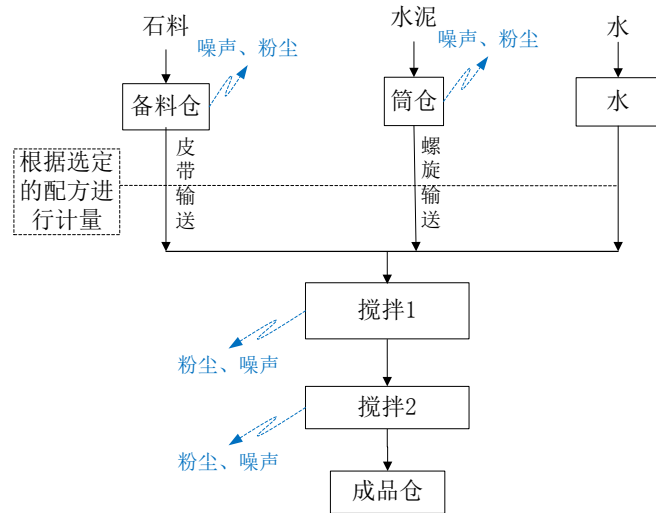 石料
水泥
水
噪声、粉尘
噪声、粉尘
备料仓
筒仓
水
根据选定
的配方进
行计量
皮带输送
螺旋输送
搅拌1
粉尘、噪声
搅拌2
粉尘、噪声
成品仓